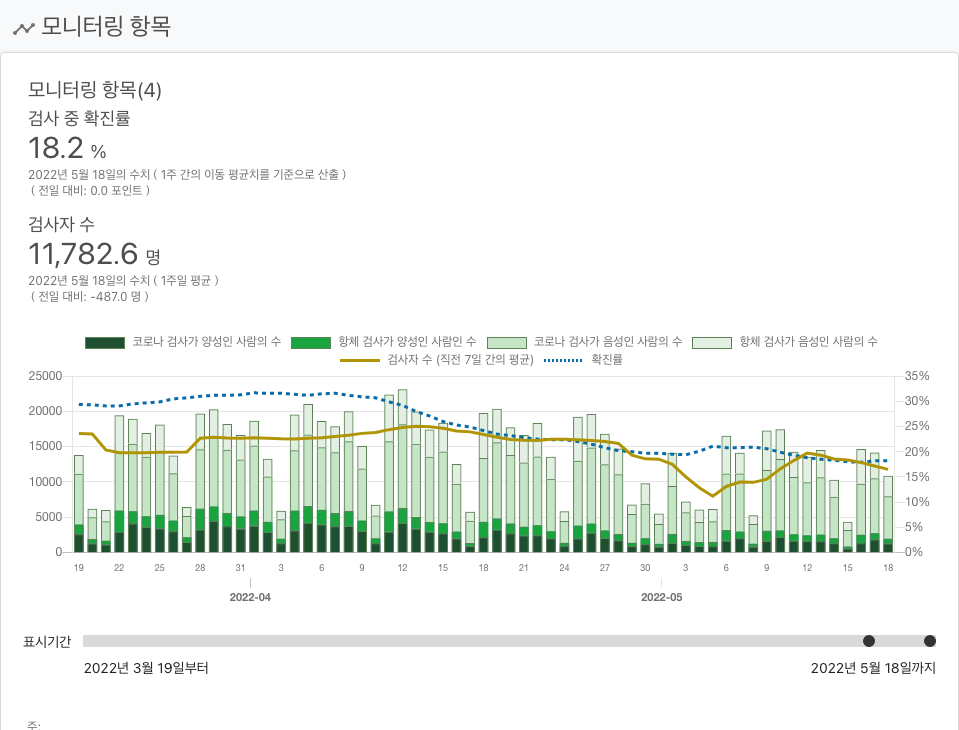 모니터링 항목
모니터링 항목(4)
검사 중 확진률
18.2 %
2022년 5월 18일의 수치 ( 1주 간의 이동 평균치를 기준으로 산출 )
( 전일 대비: 0.0 포인트 )
검사자 수
11,782.6 명
2022년 5월 18일의 수치 ( 1주일 평균 )
( 전일 대비: -487.0 명 )
코로나 검사가 양성인 사람의 수 항체 검사가 양성인 사람인 수 코로나 검사가 음성인 사람의 수 항체 검사가 음성인 사람의 수
검사자 수 (직전 7일 간의 평균) 확진률
25000 35%
20000 30%
15000 25%
10000 20%
5000 15%
0 10%
5%
0%
19 22 25 28 31 3 6 9 12 15 18 21 24 27 30 3 6 9 12 15 18
2022-04 2022-05
표시기간
2022년 3월 19일부터 2022년 5월 18일까지
주: